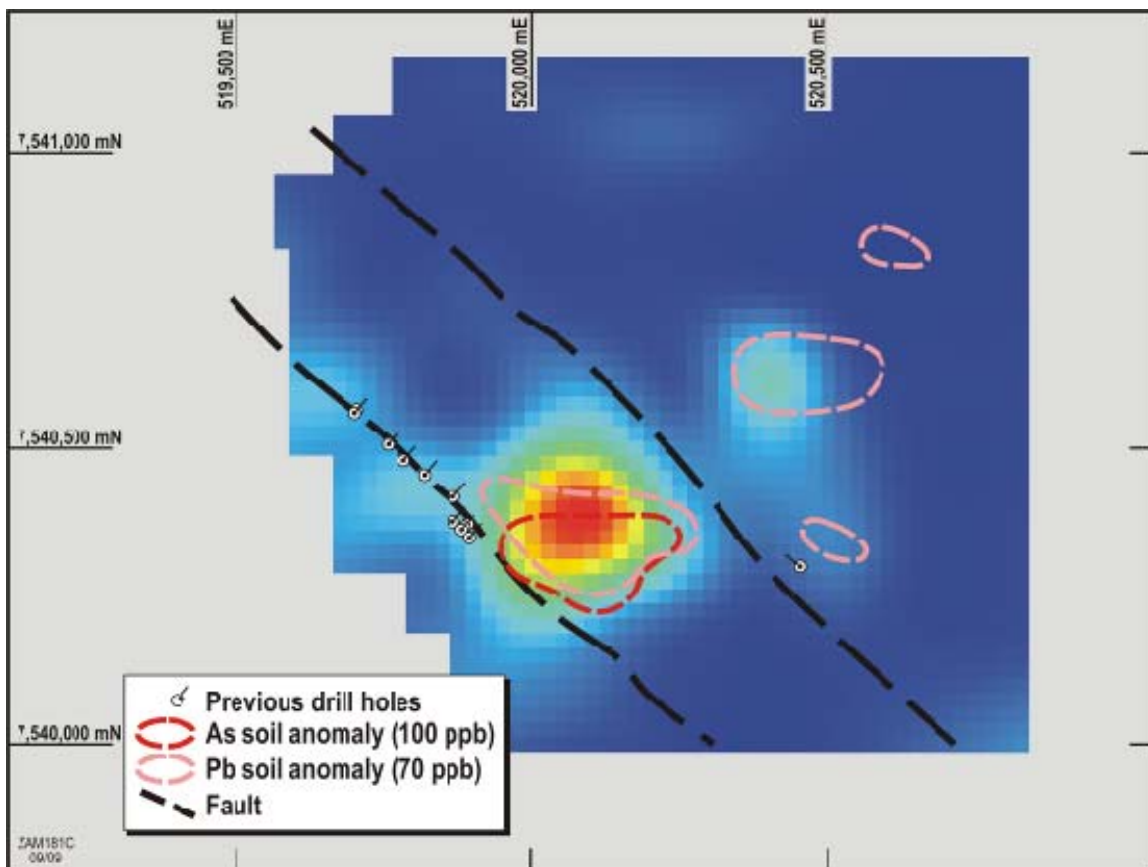 519,500 mE
520,000 mE
520,500 mE
7,541,000 mN
7,540,500 mN
7,540,000 mN
Previous drill holes
As soil anomaly (100 ppb)
Pb soil anomaly (70 ppb)
Fault
ZAM181C
09/09